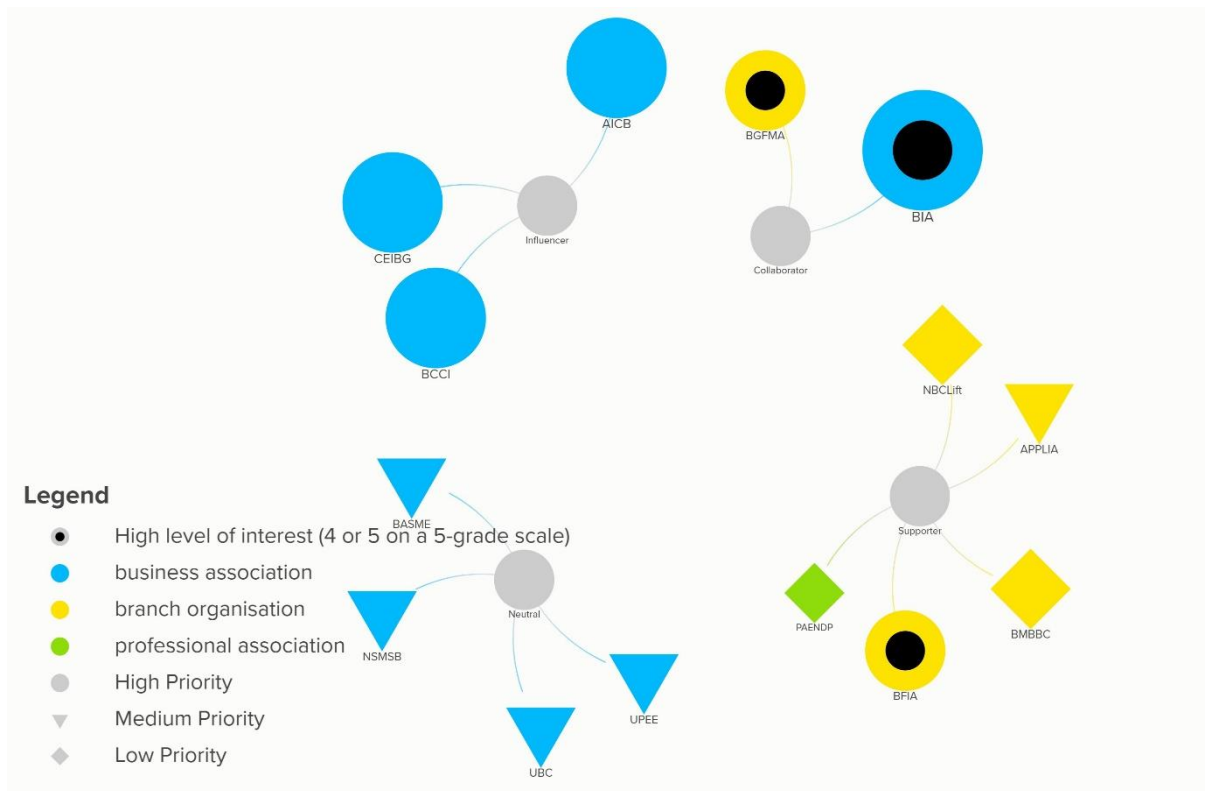 AICB
BGFMA
BIA
Influencer
CEIBG
Collaborator
BCCI
NBCLift
APPLIA
BASME
Supporter
Neutral
NSMSB
PAENDP
BMBBC
BFIA
UPEE
UBC
Legend
High level of interest (4 or 5 on a 5-grade scale)
business association
branch organisation
professional association
High Priority
Medium Priority
Low Priority